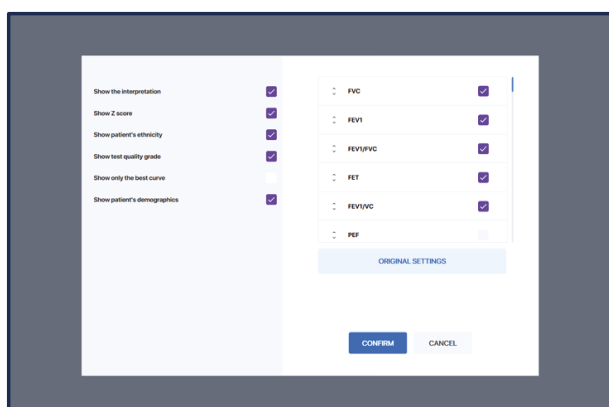 Show the interpretation
Show Z score
Show patient's ethnicity
Show test quality grade
Show only the best curve
Show patient's demographics
FVC
FEV1
FEV1/FVC
FET
FEV1/VC
PEF
ORIGINAL SETTINGS
CONFIRM
CANCEL